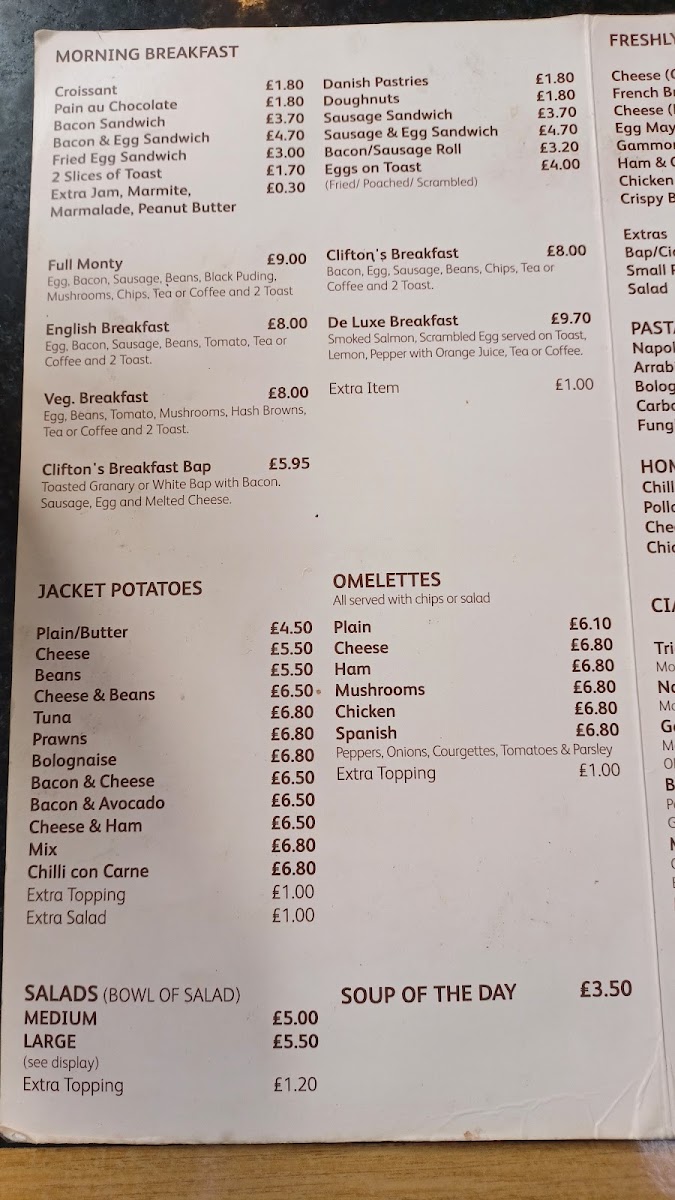 MORNING BREAKFAST
Croissant £1.80
Pain au Chocolate £1.80
Bacon Sandwich £3.70
Bacon & Egg Sandwich £4.70
Fried Egg Sandwich £3.00
2 Slices of Toast £1.70
Extra Jam, Marmite, £0.30
Marmalade, Peanut Butter
Danish Pastries £1.80
Doughnuts £1.80
Sausage Sandwich £3.70
Sausage & Egg Sandwich £4.70
Bacon/Sausage Roll £3.20
Eggs on Toast £4.00
(Fried/ Poached/ Scrambled)
Full Monty £9.00
Egg, Bacon, Sausage, Beans, Black Puding,
Mushrooms, Chips, Tea or Coffee and 2 Toast
English Breakfast £8.00
Egg, Bacon, Sausage, Beans, Tomato, Tea or
Coffee and 2 Toast.
Veg. Breakfast £8.00
Egg, Beans, Tomato, Mushrooms, Hash Browns,
Tea or Coffee and 2 Toast.
Clifton's Breakfast Bap £5.95
Toasted Granary or White Bap with Bacon.
Sausage, Egg and Melted Cheese.
Clifton's Breakfast £8.00
Bacon, Egg, Sausage, Beans, Chips, Tea or
Coffee and 2 Toast.
De Luxe Breakfast £9.70
Smoked Salmon, Scrambled Egg served on Toast,
Lemon, Pepper with Orange Juice, Tea or Coffee.
Extra Item £1.00
JACKET POTATOES
Plain/Butter £4.50
Cheese £5.50
Beans £5.50
Cheese & Beans £6.50
Tuna £6.80
Prawns £6.80
Bolognaise £6.80
Bacon & Cheese £6.50
Bacon & Avocado £6.50
Cheese & Ham £6.50
Mix £6.80
Chilli con Carne £6.80
Extra Topping £1.00
Extra Salad £1.00
OMELETTES
All served with chips or salad
Plain £6.10
Cheese £6.80
Ham £6.80
Mushrooms £6.80
Chicken £6.80
Spanish £6.80
Peppers, Onions, Courgettes, Tomatoes & Parsley
Extra Topping £1.00
SALADS (BOWL OF SALAD)
MEDIUM £5.00
LARGE £5.50
(see display)
Extra Topping £1.20
SOUP OF THE DAY £3.50
FRESHLY
Cheese
French
Cheese
Egg
Ham &
Chicken
Crispy
Extras
Small
Salad